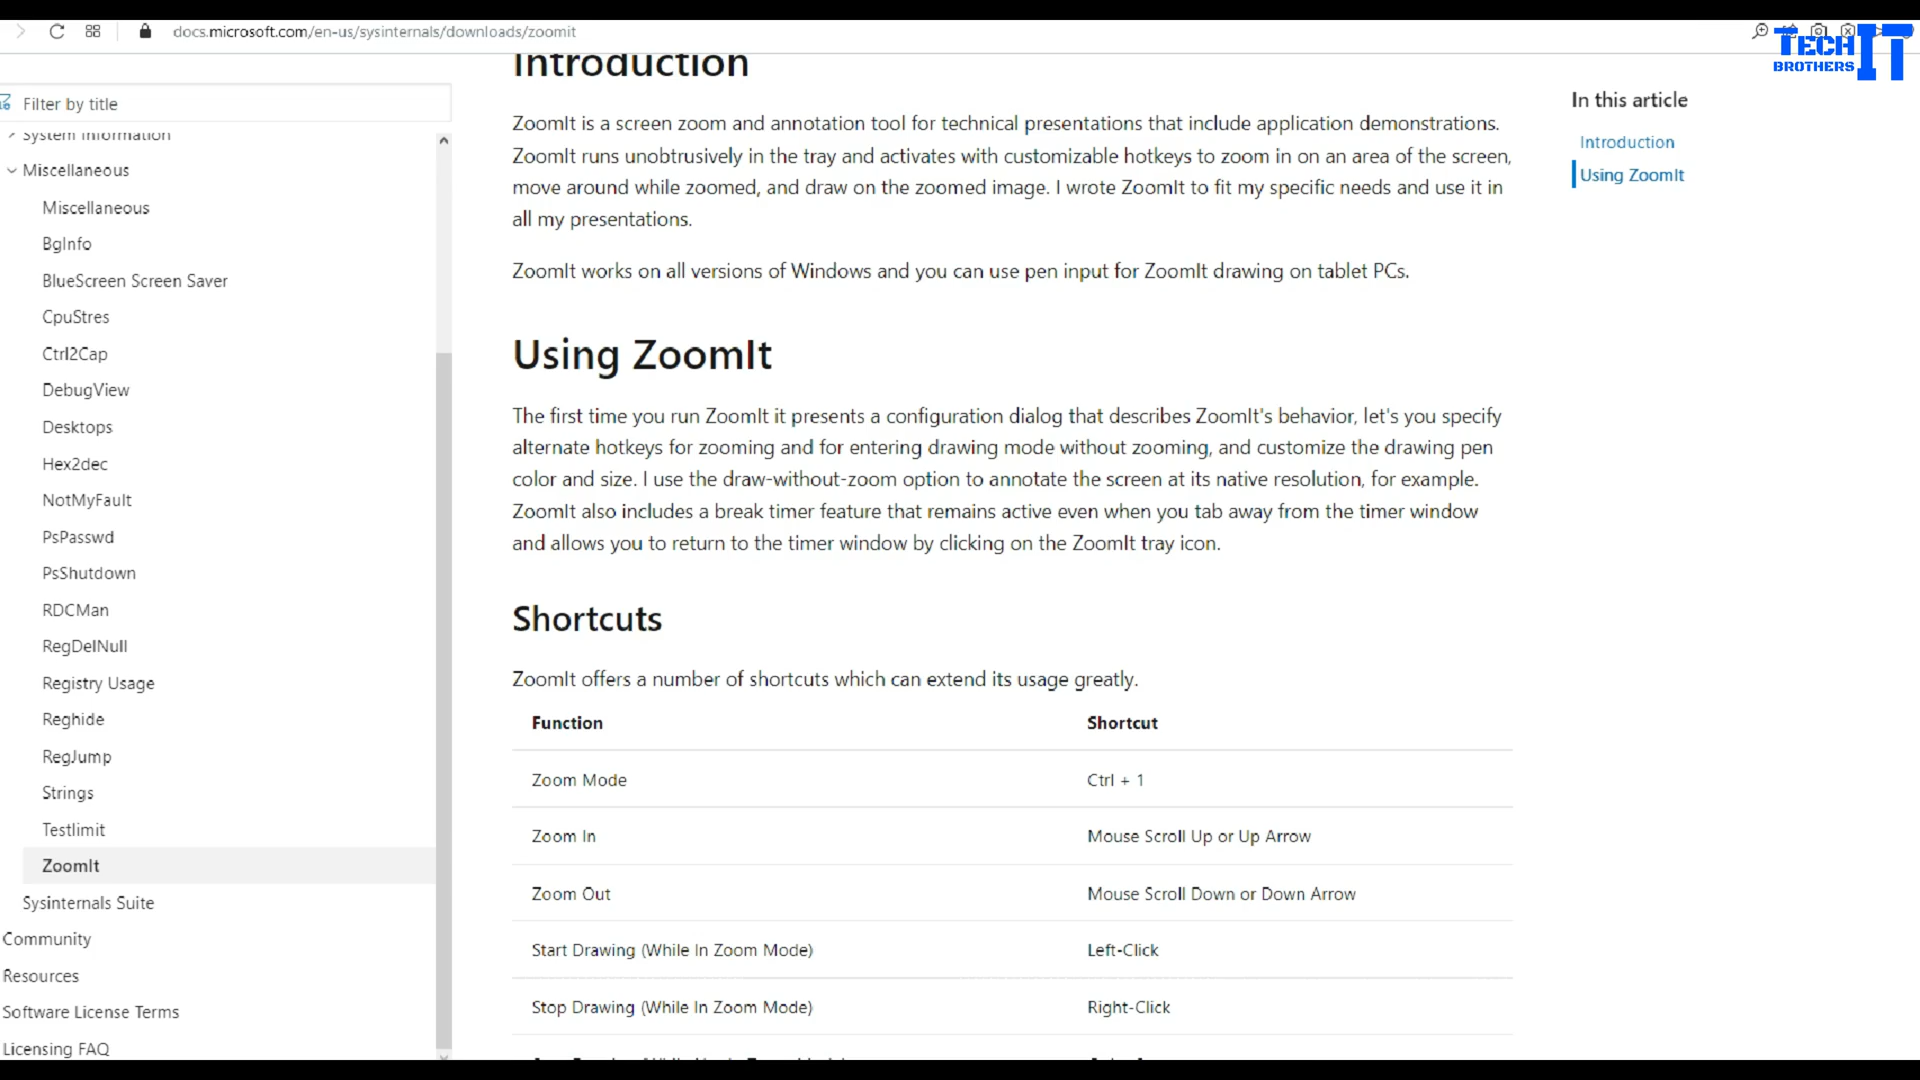 docs.microsoft.com/en-us/sysinternals/downloads/zoomit
TECH IT
BROTHERS
Filter by title
System Information
Miscellaneous
Miscellaneous
BgInfo
BlueScreen Screen Saver
CpuStres
Ctrl2Cap
DebugView
Desktops
Hex2dec
NotMyFault
PsPasswd
PsShutdown
RDCMan
RegDelNull
Registry Usage
Reghide
RegJump
Strings
Testlimit
ZoomIt
Sysinternals Suite
Community
Resources
Software License Terms
Licensing FAQ
Introduction
ZoomIt is a screen zoom and annotation tool for technical presentations that include application demonstrations.
ZoomIt runs unobtrusively in the tray and activates with customizable hotkeys to zoom in on an area of the screen,
move around while zoomed, and draw on the zoomed image. I wrote ZoomIt to fit my specific needs and use it in
all my presentations.
ZoomIt works on all versions of Windows and you can use pen input for ZoomIt drawing on tablet PCs.
Using ZoomIt
The first time you run ZoomIt it presents a configuration dialog that describes ZoomIt's behavior, let's you specify
alternate hotkeys for zooming and for entering drawing mode without zooming, and customize the drawing pen
color and size. I use the draw-without-zoom option to annotate the screen at its native resolution, for example.
ZoomIt also includes a break timer feature that remains active even when you tab away from the timer window
and allows you to return to the timer window by clicking on the ZoomIt tray icon.
Shortcuts
ZoomIt offers a number of shortcuts which can extend its usage greatly.
Function Shortcut
Zoom Mode Ctrl + 1
Zoom In Mouse Scroll Up or Up Arrow
Zoom Out Mouse Scroll Down or Down Arrow
Start Drawing (While In Zoom Mode) Left-Click
Stop Drawing (While In Zoom Mode) Right-Click
In this article
Introduction
Using ZoomIt